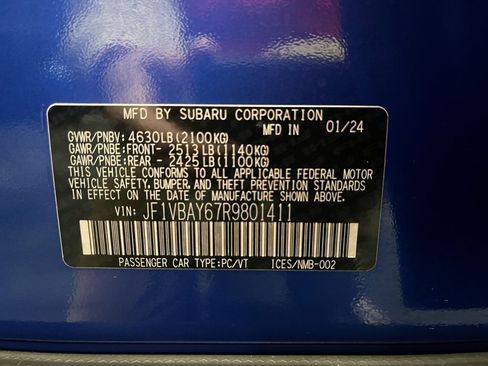 MFD BY SUBARU CORPORATION
MFD IN 01/24
GVWR/PNBV: 4630LB(2100KG)
GAWR/PNBE:FRONT- 2513LB(1140KG)
GAWR/PNBE:REAR - 2425LB(1100KG)
THIS VEHICLE CONFORMS TO ALL APPLICABLE FEDERAL MOTOR
VEHICLE SAFETY, BUMPER, AND THEFT PREVENTION STANDARDS
IN EFFECT ON THE DATE OF MANUFACTURE SHOWN ABOVE.
VIN: JF1VBAY67R9801411
PASSENGER CAR TYPE:PC/VT ICES/NMB-002